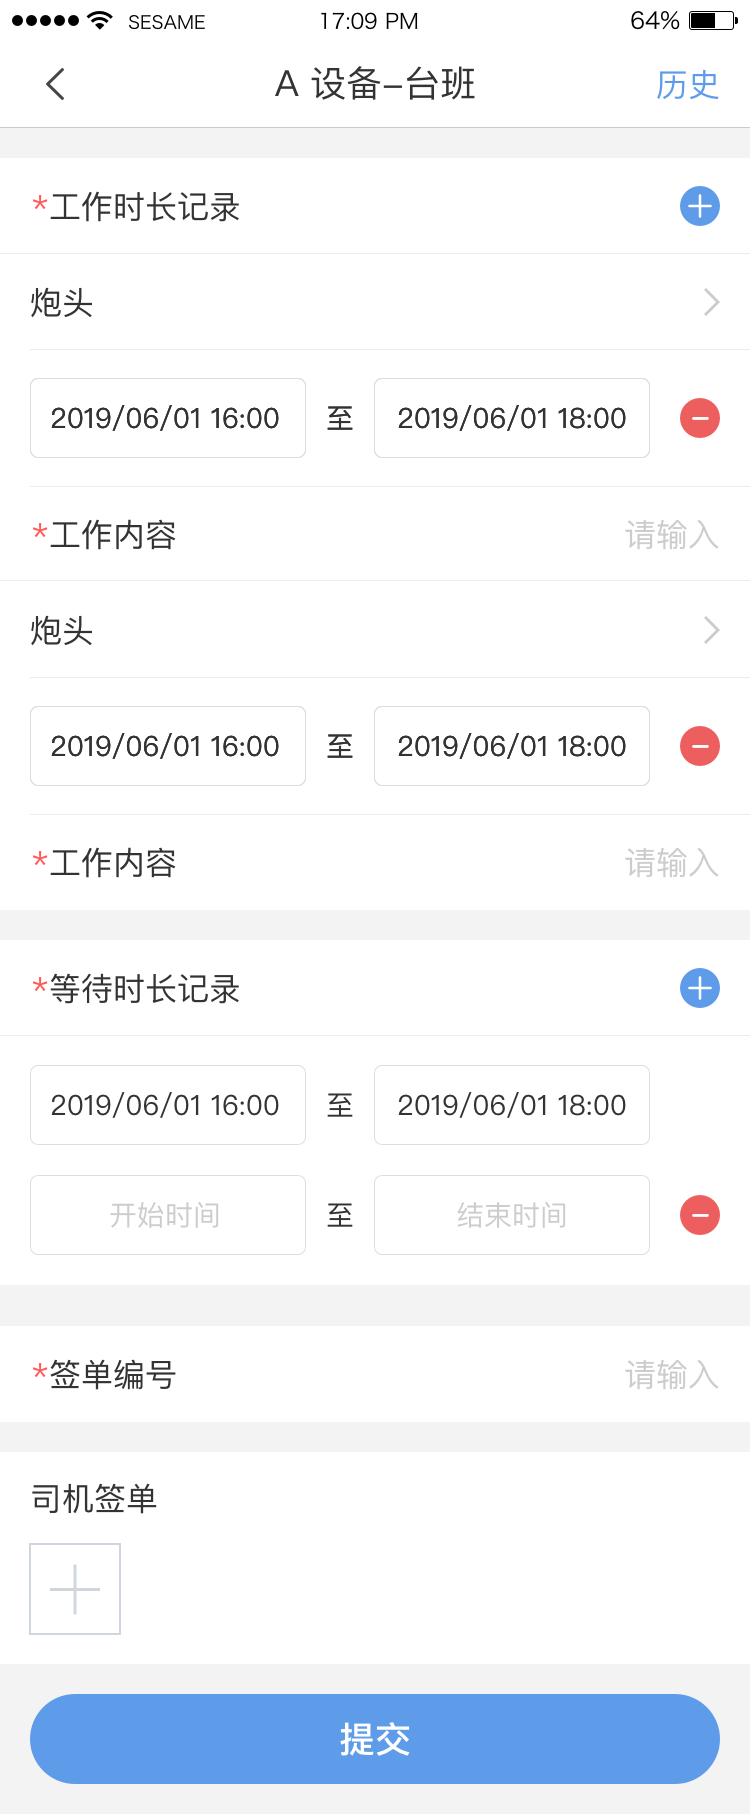 SESAME 17:09 PM 64%
A 设备–台班 历史
*工作时长记录
炮头
2019/06/01 16:00 至 2019/06/01 18:00
*工作内容 请输入
炮头
2019/06/01 16:00 至 2019/06/01 18:00
*工作内容 请输入
*等待时长记录
2019/06/01 16:00 至 2019/06/01 18:00
开始时间 至 结束时间
*签单编号 请输入
司机签单
提交